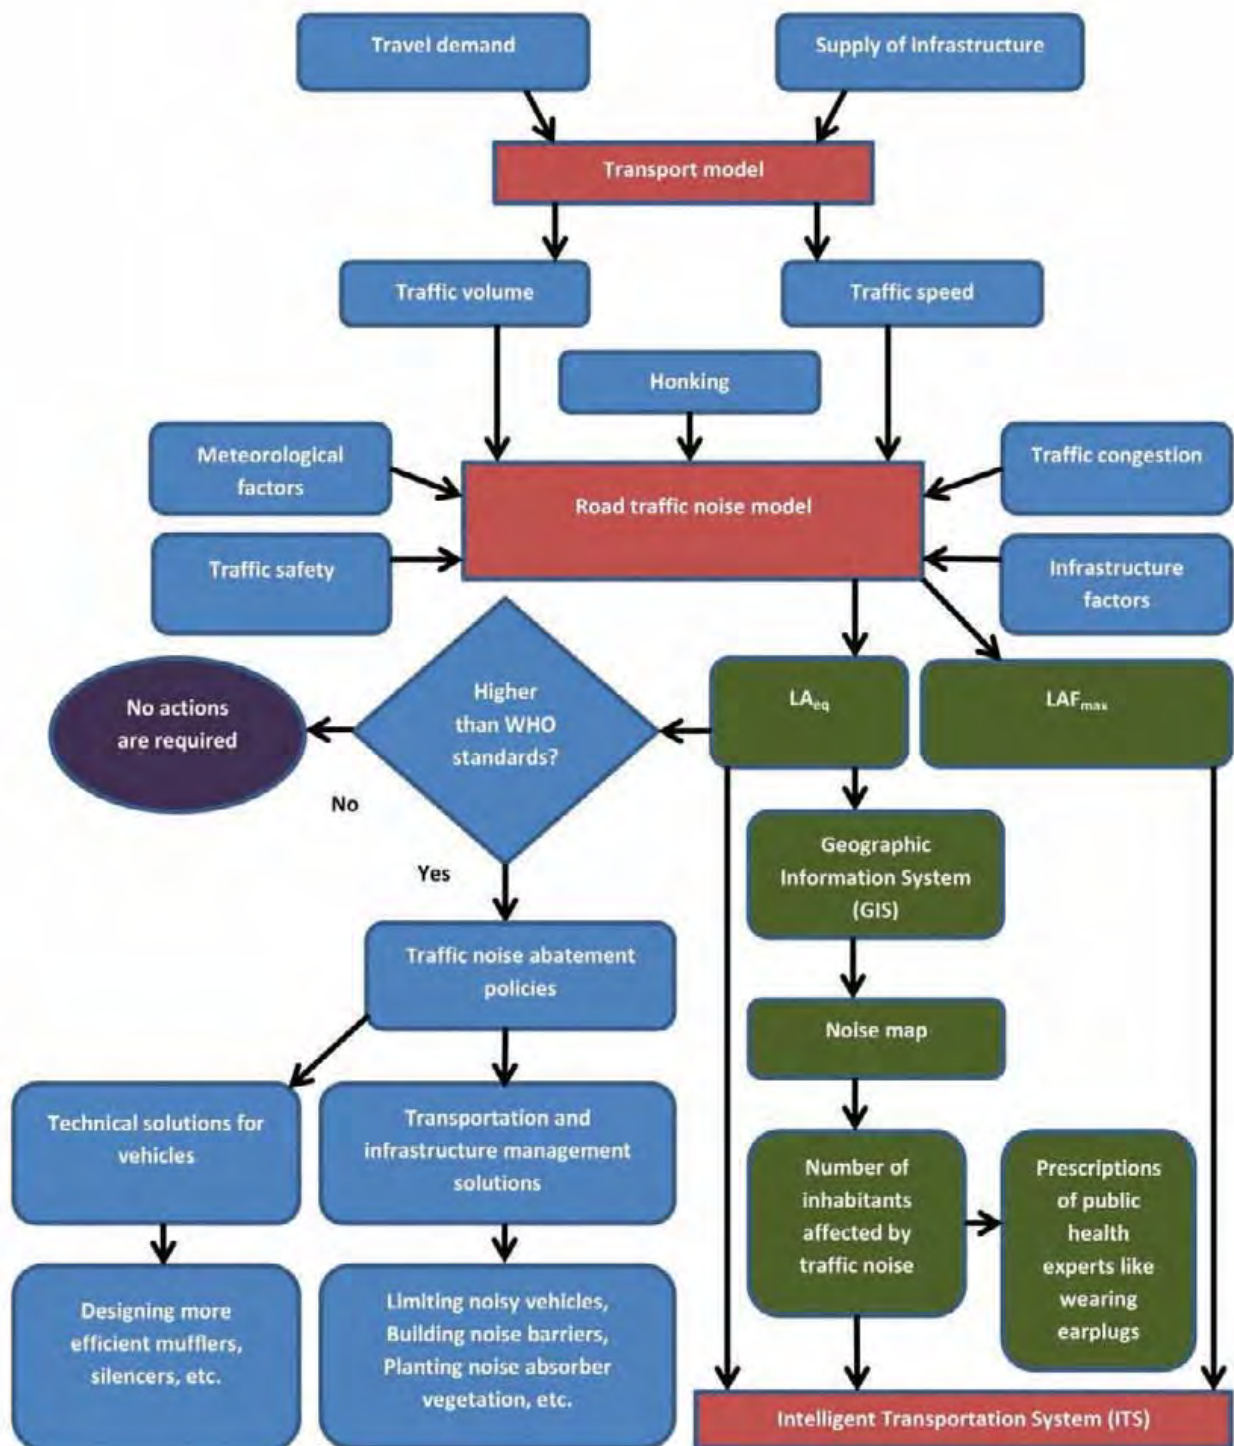 Travel demand
Supply of infrastructure
Transport model
Traffic volume
Traffic speed
Honking
Meteorological
factors
Traffic congestion
Road traffic noise model
Traffic safety
Infrastructure
factors
No actions
are required
Higher
than WHO
standards?
LAeq
LAFmax
No
Yes
Geographic
Information System
(GIS)
Traffic noise abatement
policies
Noise map
Technical solutions for
vehicles
Transportation and
infrastructure management
solutions
Number of
inhabitants
affected by
traffic noise
Prescriptions
of public
health
experts like
wearing
earplugs
Designing more
efficient mufflers,
silencers, etc.
Limiting noisy vehicles,
Building noise barriers,
Planting noise absorber
vegetation, etc.
Intelligent Transportation System (ITS)